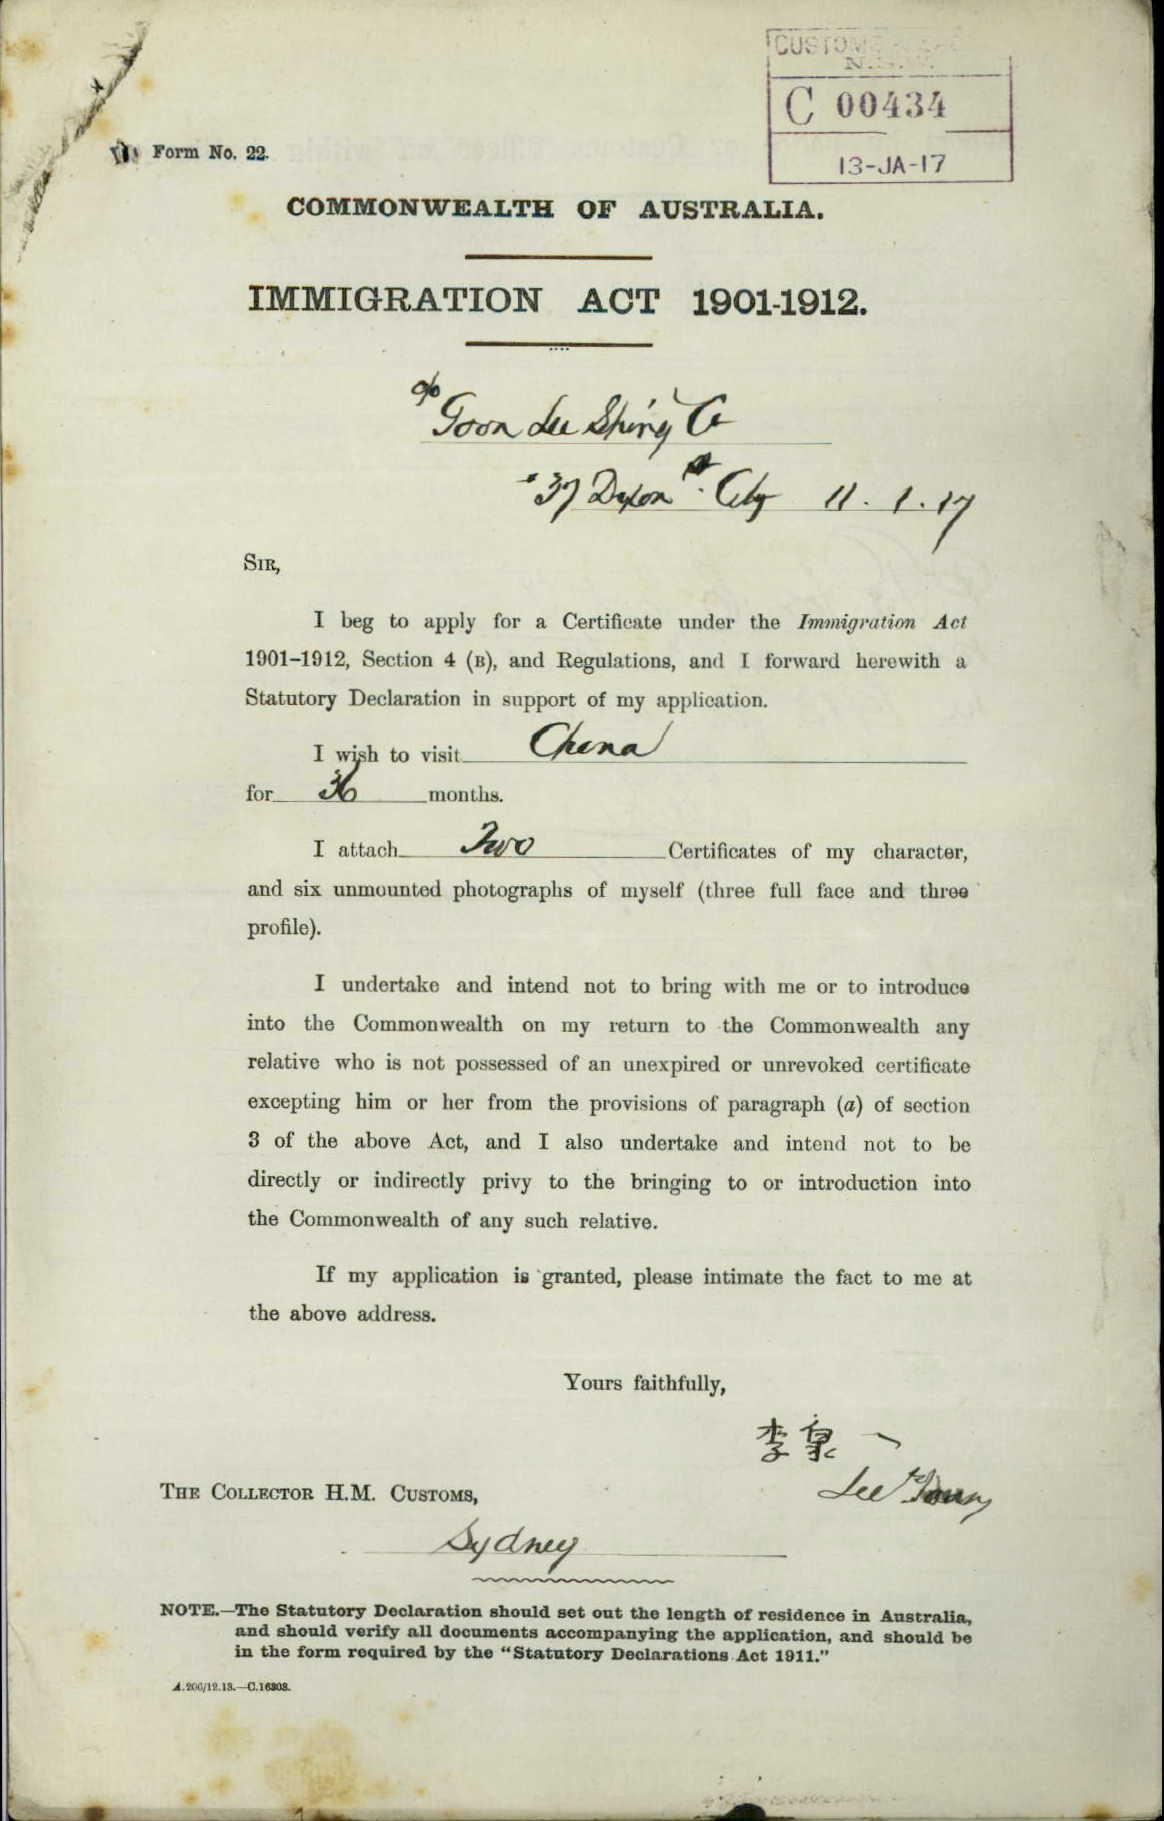 CUSTOMS
N.S.W.
C 00434
13-JA-17
Form No. 22.
COMMONWEALTH OF AUSTRALIA.
IMMIGRATION ACT 1901-1912.
c/o Goon Lee Shing Co
37 Dixon St. City 11.1.17
SIR,
I beg to apply for a Certificate under the Immigration Act
1901–1912, Section 4 (B), and Regulations, and I forward herewith a
Statutory Declaration in support of my application.
I wish to visit China
for 36 months.
I attach Two Certificates of my character,
and six unmounted photographs of myself (three full face and three
profile).
I undertake and intend not to bring with me or to introduce
into the Commonwealth on my return to the Commonwealth any
relative who is not possessed of an unexpired or unrevoked certificate
excepting him or her from the provisions of paragraph (a) of section
3 of the above Act, and I also undertake and intend not to be
directly or indirectly privy to the bringing to or introduction into
the Commonwealth of any such relative.
If my application is granted, please intimate the fact to me at
the above address.
Yours faithfully,
李泉
Lee
THE COLLECTOR H.M. CUSTOMS,
Sydney
NOTE.—The Statutory Declaration should set out the length of residence in Australia,
and should verify all documents accompanying the application, and should be
in the form required by the "Statutory Declarations Act 1911."
A.200/12.13.—C.16808.